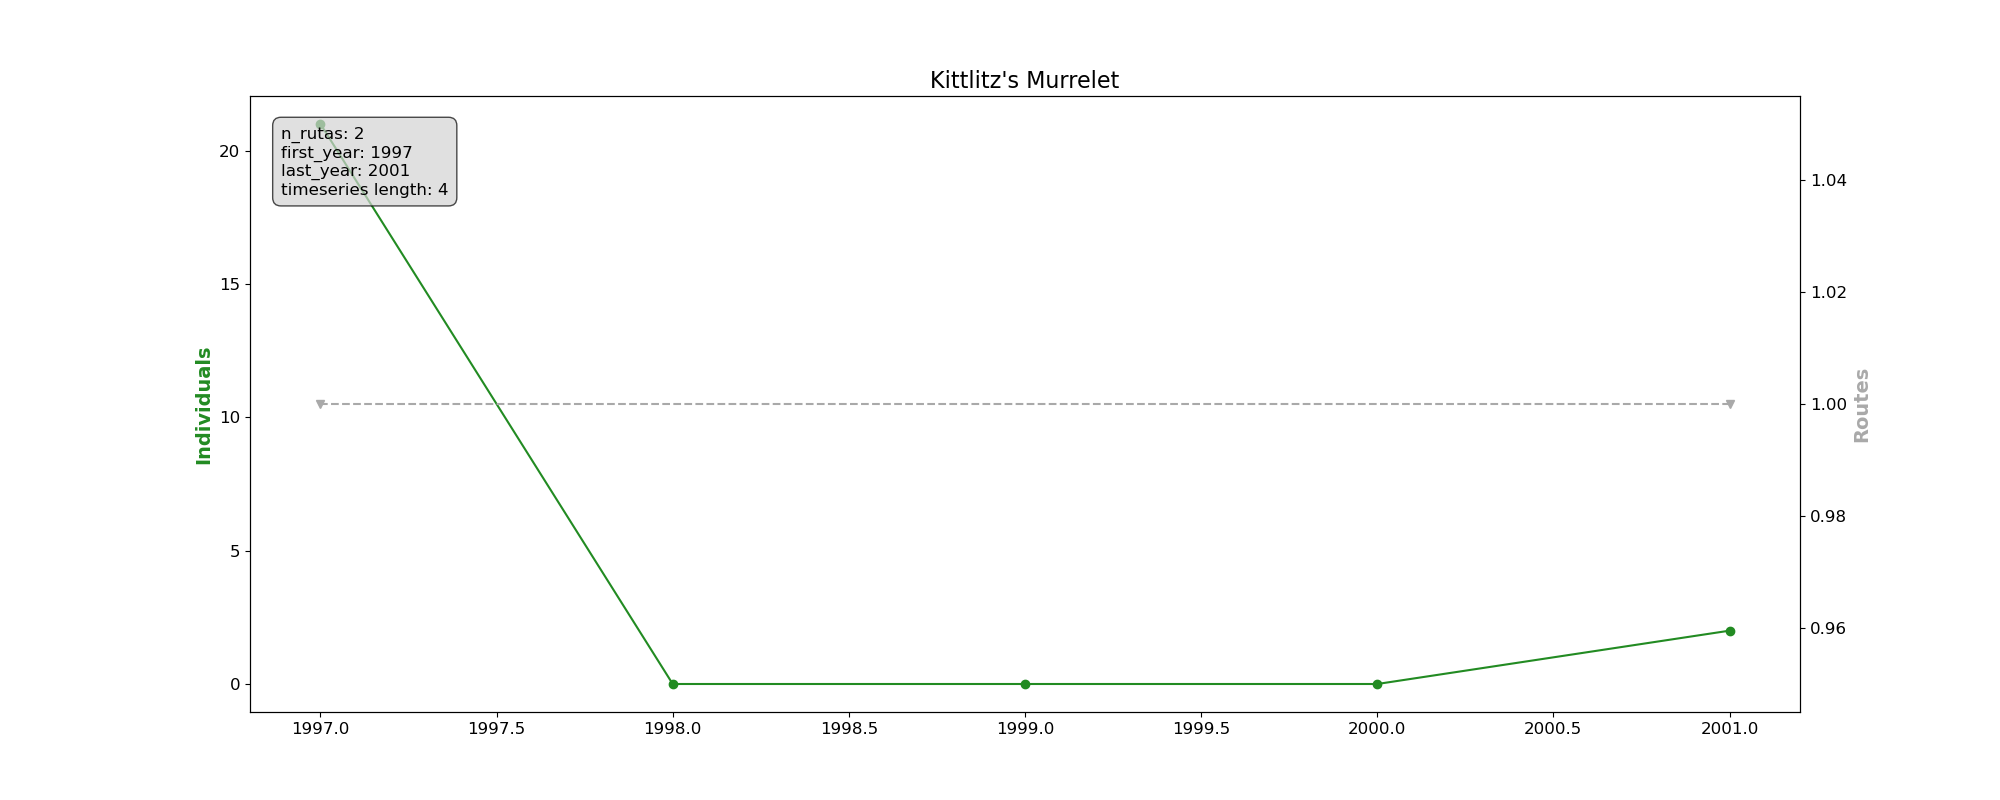 Kittlitz's Murrelet
n_rutas: 2
first_year: 1997
last_year: 2001
timeseries length: 4
Individuals
20
15
10
5
0
1.04
1.02
1.00
0.98
0.96
Routes
1997.0 1997.5 1998.0 1998.5 1999.0 1999.5 2000.0 2000.5 2001.0